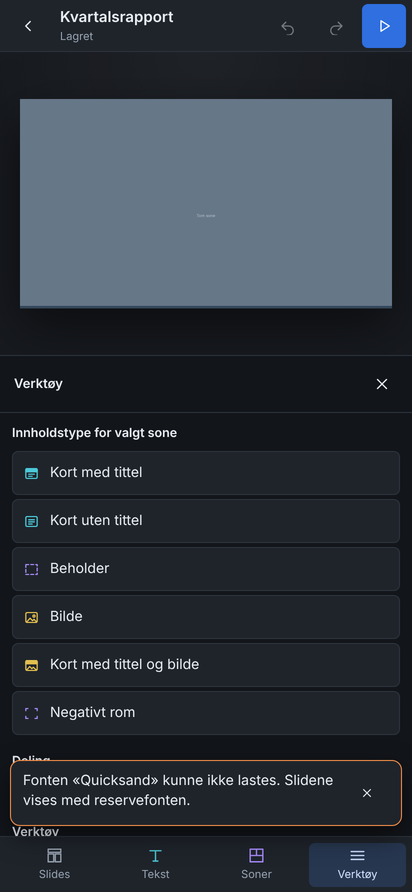 Kvartalsrapport
Lagret
Verktøy
Innholdstype for valgt sone
Kort med tittel
Kort uten tittel
Beholder
Bilde
Kort med tittel og bilde
Negativt rom
Deling
Fonten «Quicksand» kunne ikke lastes. Slidene
vises med reservefonten.
Verktøy
Slides
Tekst
Soner
Verktøy